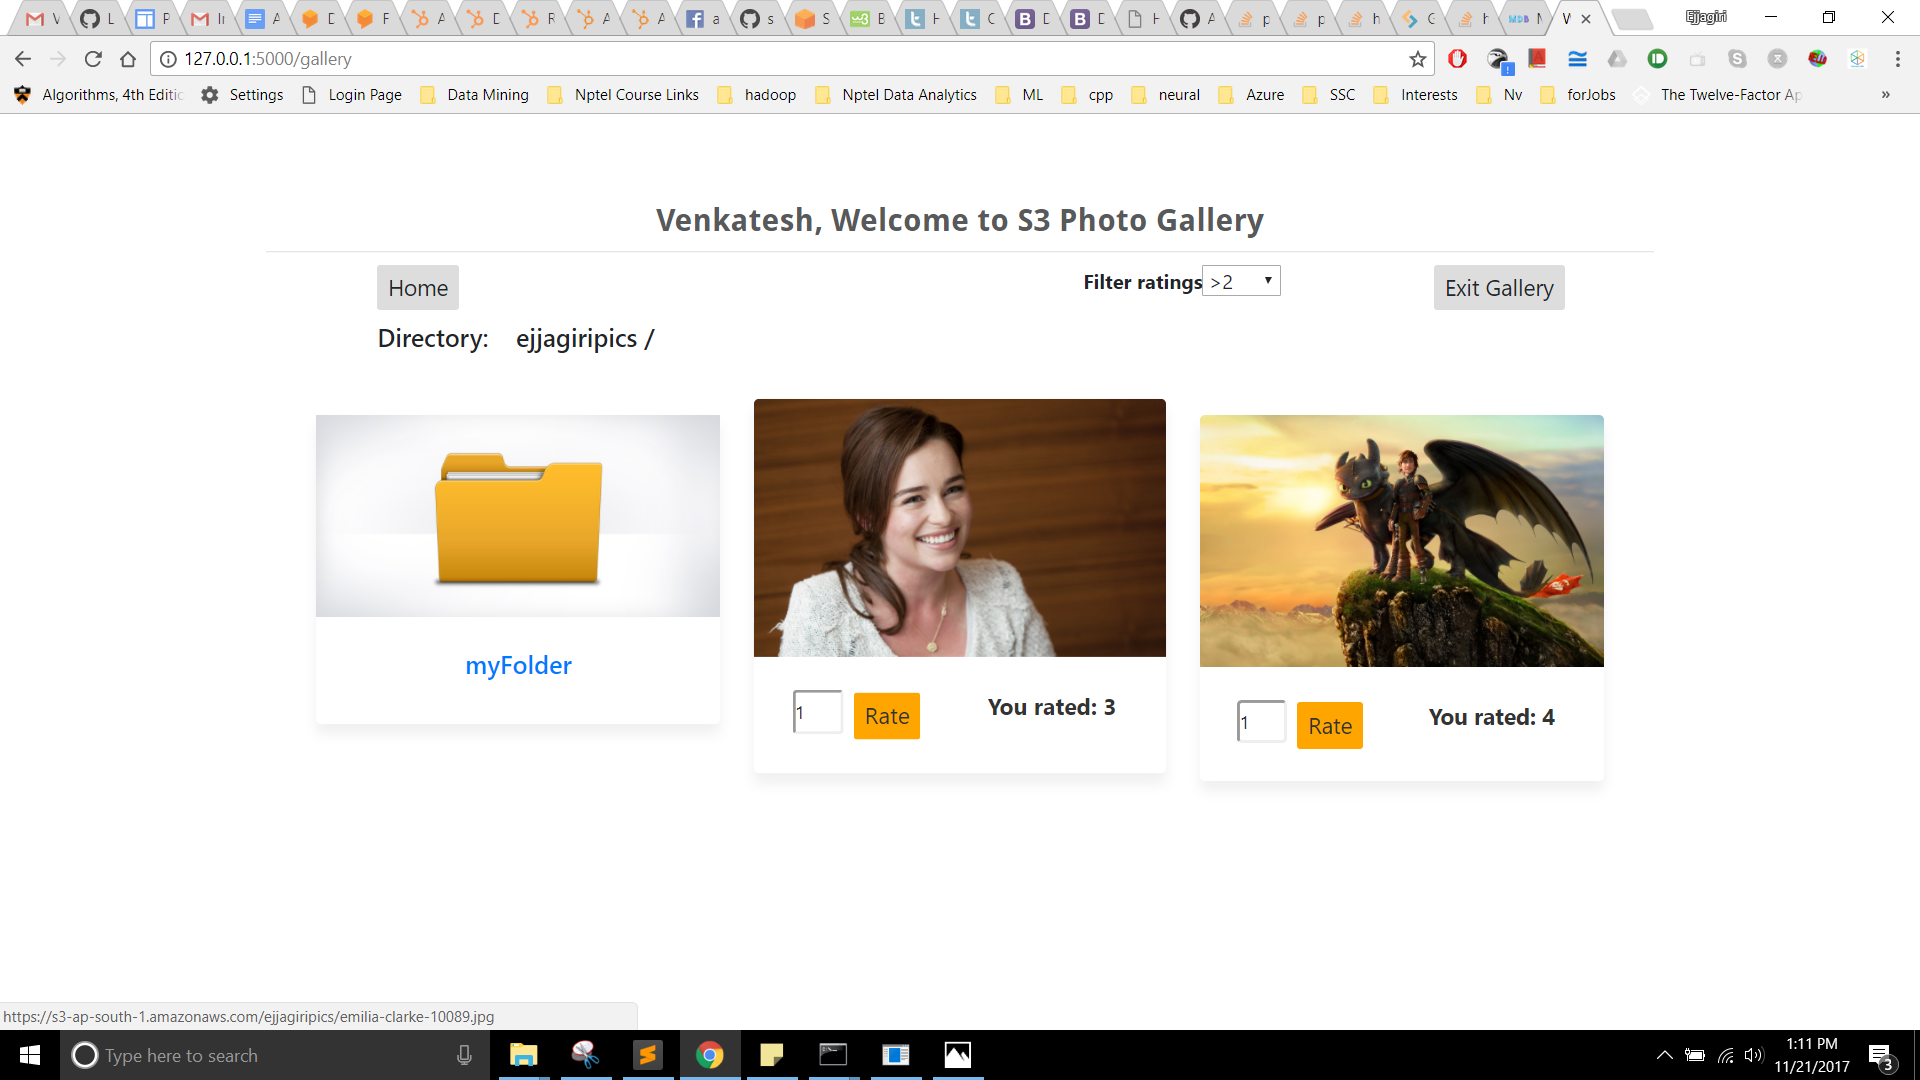 V L P In A D F A D R A A a s S B H C D D H A p p h G h N V Ejjagiri
127.0.0.1:5000/gallery
Algorithms, 4th Editic Settings Login Page Data Mining Nptel Course Links hadoop Nptel Data Analytics ML cpp neural Azure SSC Interests Nv forJobs The Twelve-Factor Ap »
Venkatesh, Welcome to S3 Photo Gallery
Home Filter ratings >2 Exit Gallery
Directory: ejjagiripics /
myFolder
1 Rate You rated: 3
1 Rate You rated: 4
https://s3-ap-south-1.amazonaws.com/ejjagiripics/emilia-clarke-10089.jpg
Type here to search
1:11 PM
11/21/2017
3